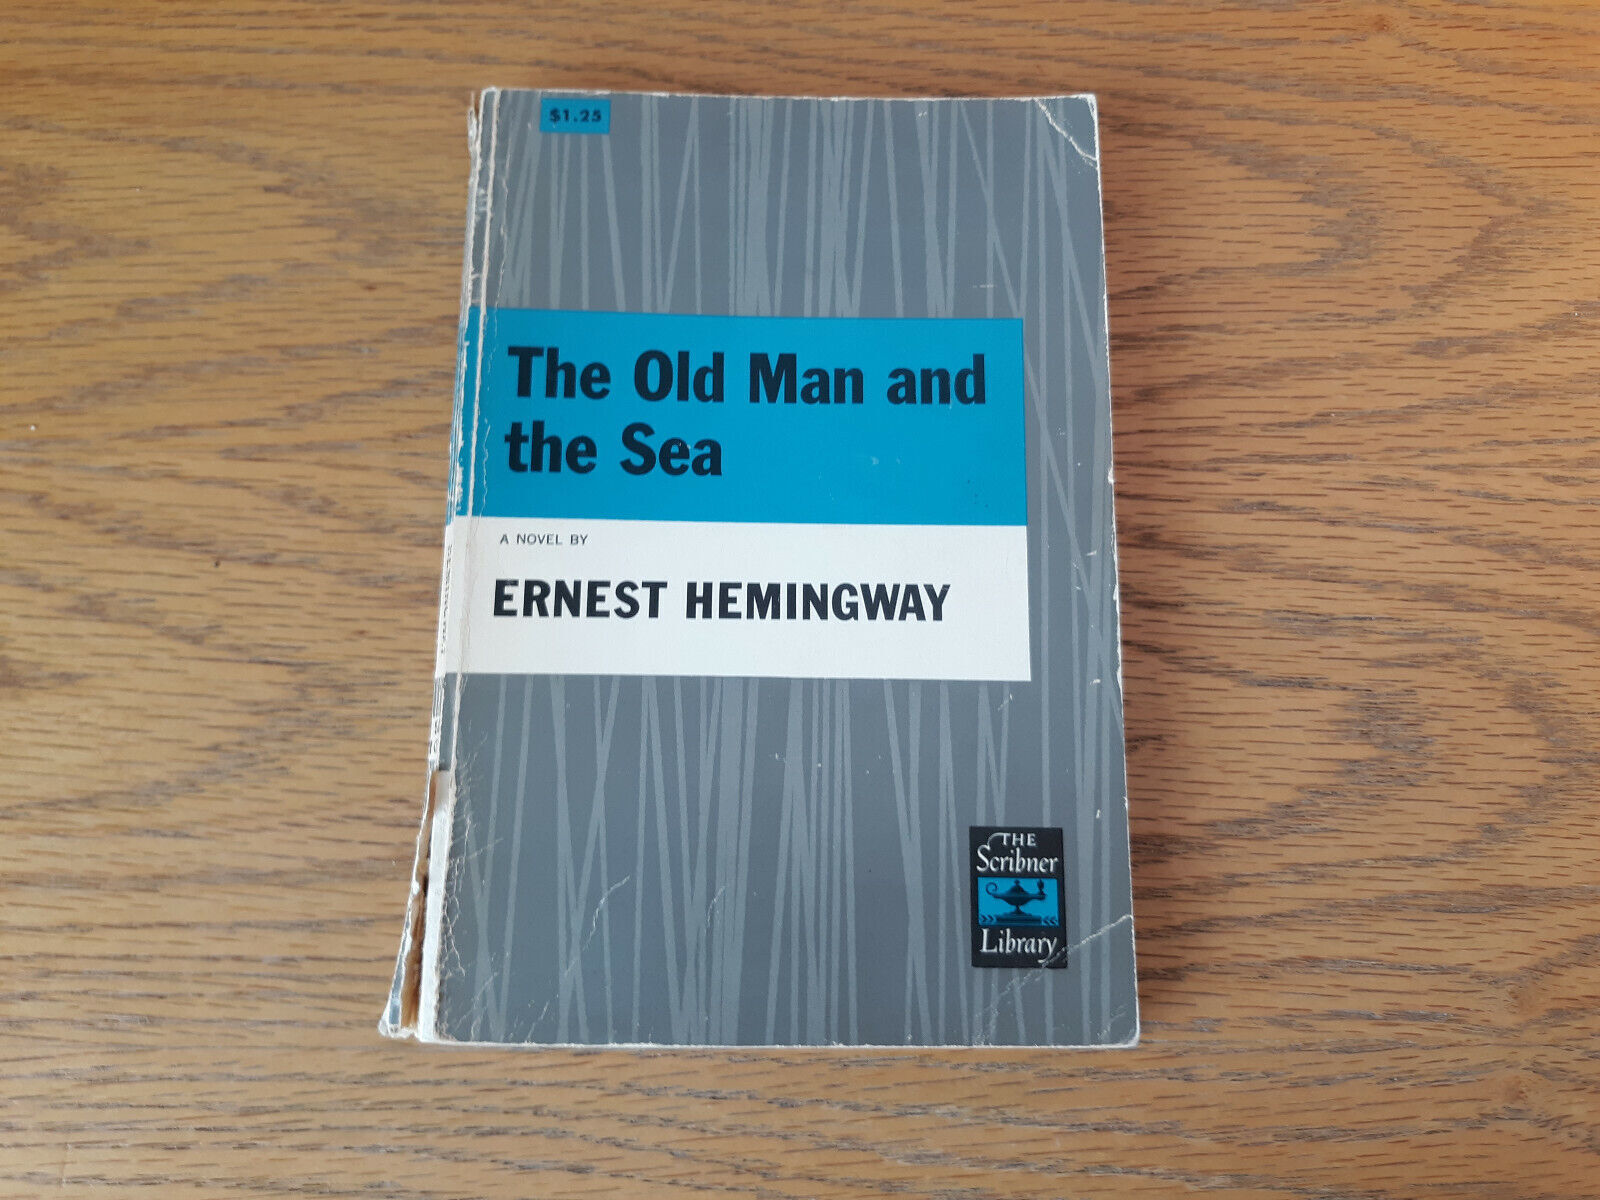 $1.25
The Old Man and
the Sea
A NOVEL BY
ERNEST HEMINGWAY
THE
Scribner
Library